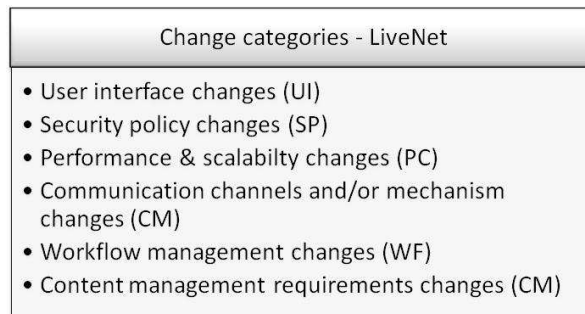 Change categories - LiveNet
• User interface changes (UI)
• Security policy changes (SP)
• Performance & scalabilty changes (PC)
• Communication channels and/or mechanism
changes (CM)
• Workflow management changes (WF)
• Content management requirements changes (CM)